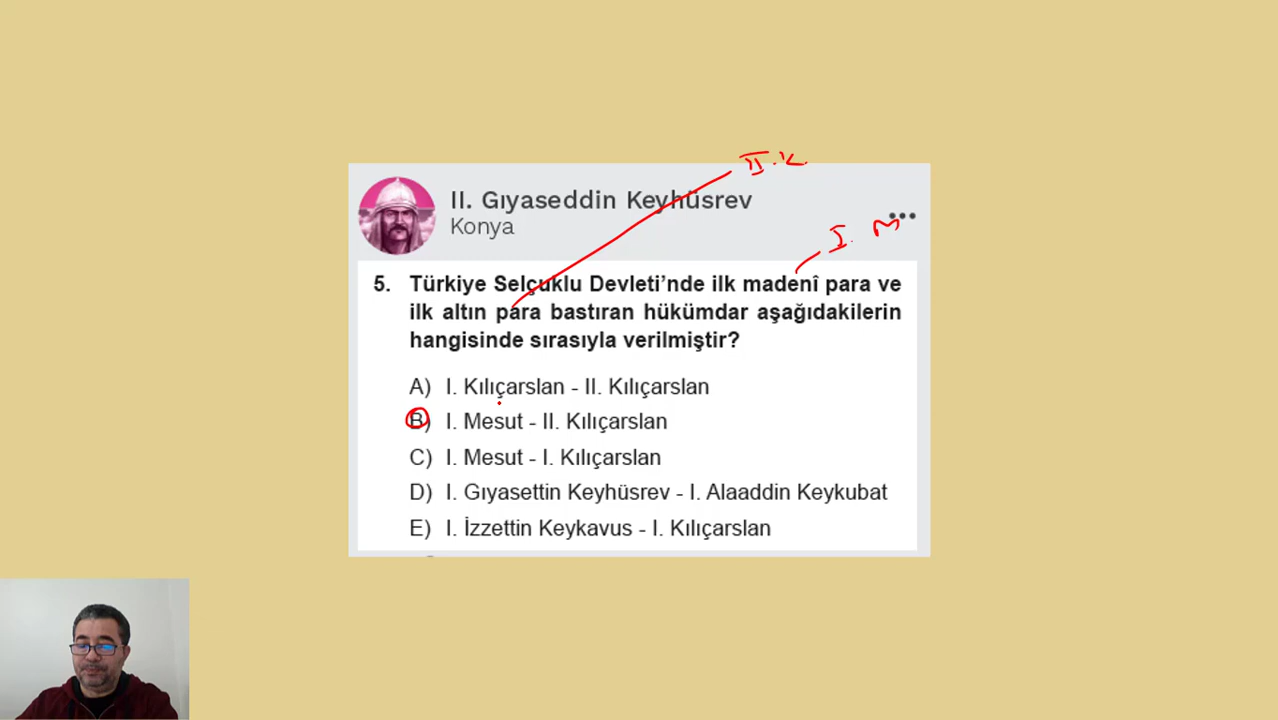 II. K.
II. Gıyaseddin Keyhüsrev
Konya
I. M
5. Türkiye Selçuklu Devleti’nde ilk madenî para ve
ilk altın para bastıran hükümdar aşağıdakilerin
hangisinde sırasıyla verilmiştir?
A) I. Kılıçarslan - II. Kılıçarslan
B) I. Mesut - II. Kılıçarslan
C) I. Mesut - I. Kılıçarslan
D) I. Gıyasettin Keyhüsrev - I. Alaaddin Keykubat
E) I. İzzettin Keykavus - I. Kılıçarslan